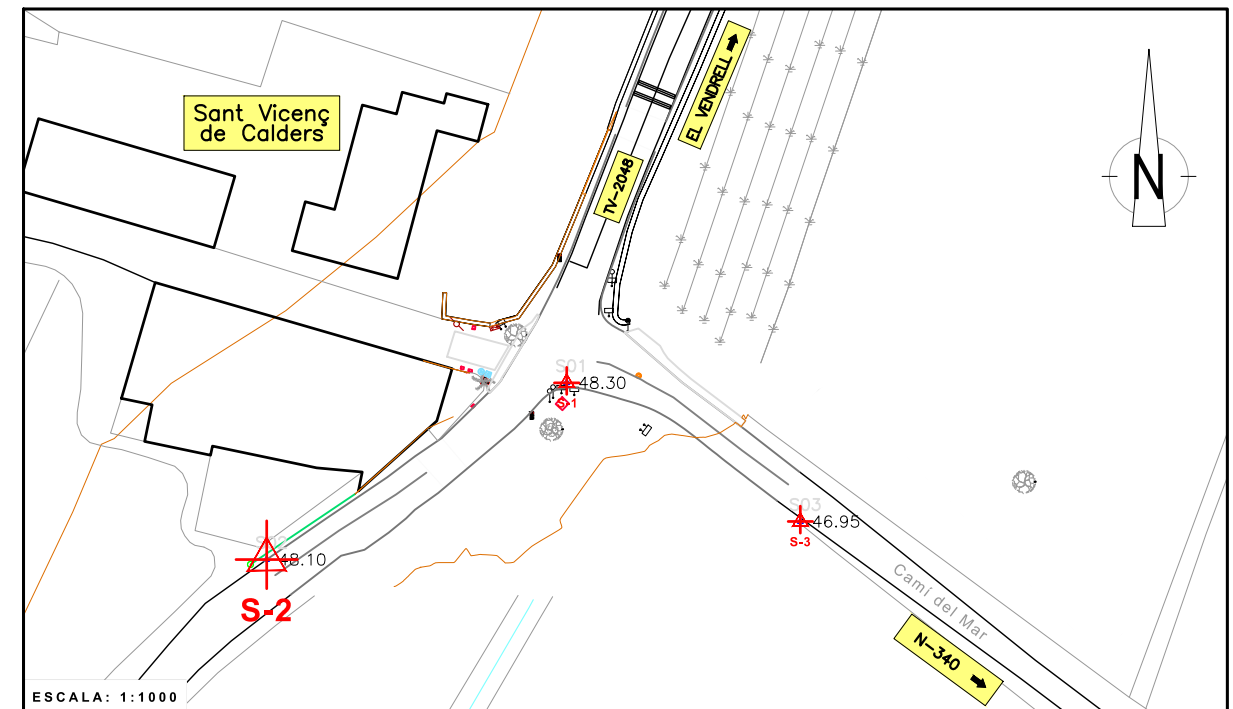 Sant Vicenç
de Calders
EL VENDRELL
TV-2048
N
S01
48.30
S-1
S03
46.95
S-3
S02
48.10
S-2
Camí del Mar
N-340
ESCALA: 1:1000